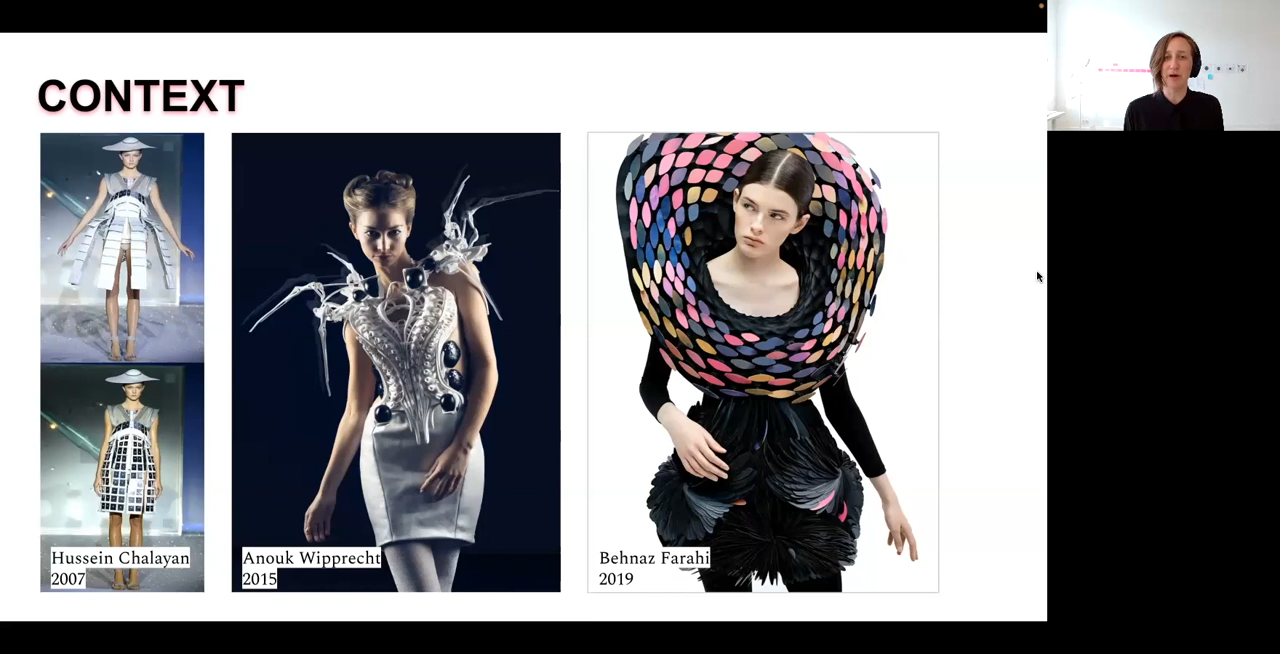 CONTEXT
Hussein Chalayan
2007
Anouk Wipprecht
2015
Behnaz Farahi
2019